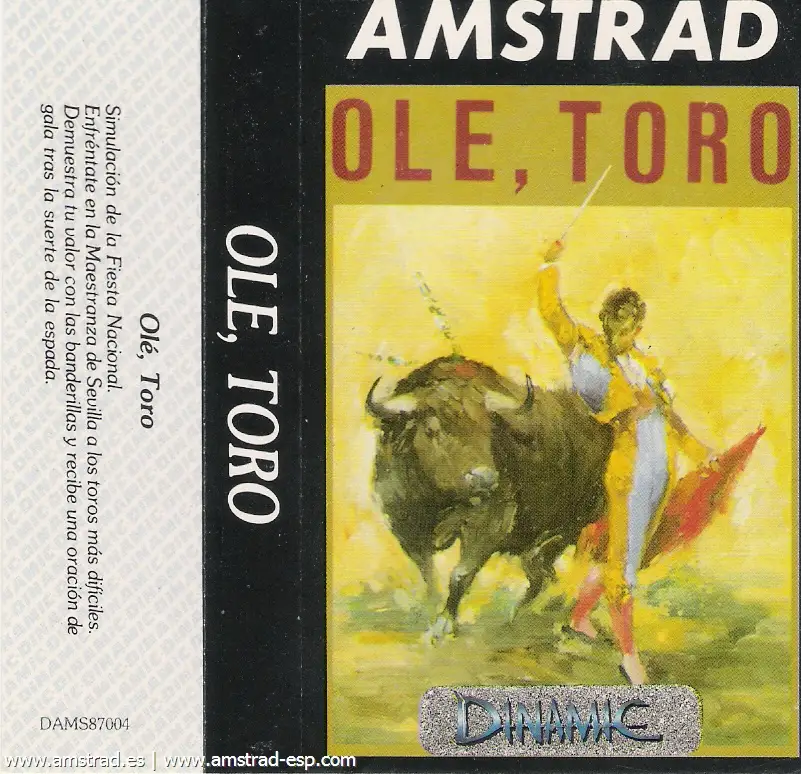 Olé, Toro
Simulación de la Fiesta Nacional.
Enfréntate en la Maestranza de Sevilla a los toros más difíciles.
Demuestra tu valor con las banderillas y recibe una oración de
gala tras la suerte de la espada.
DAMS87004
OLE, TORO
AMSTRAD
OLE, TORO
DINAMIC
www.amstrad.es | www.amstrad-esp.com